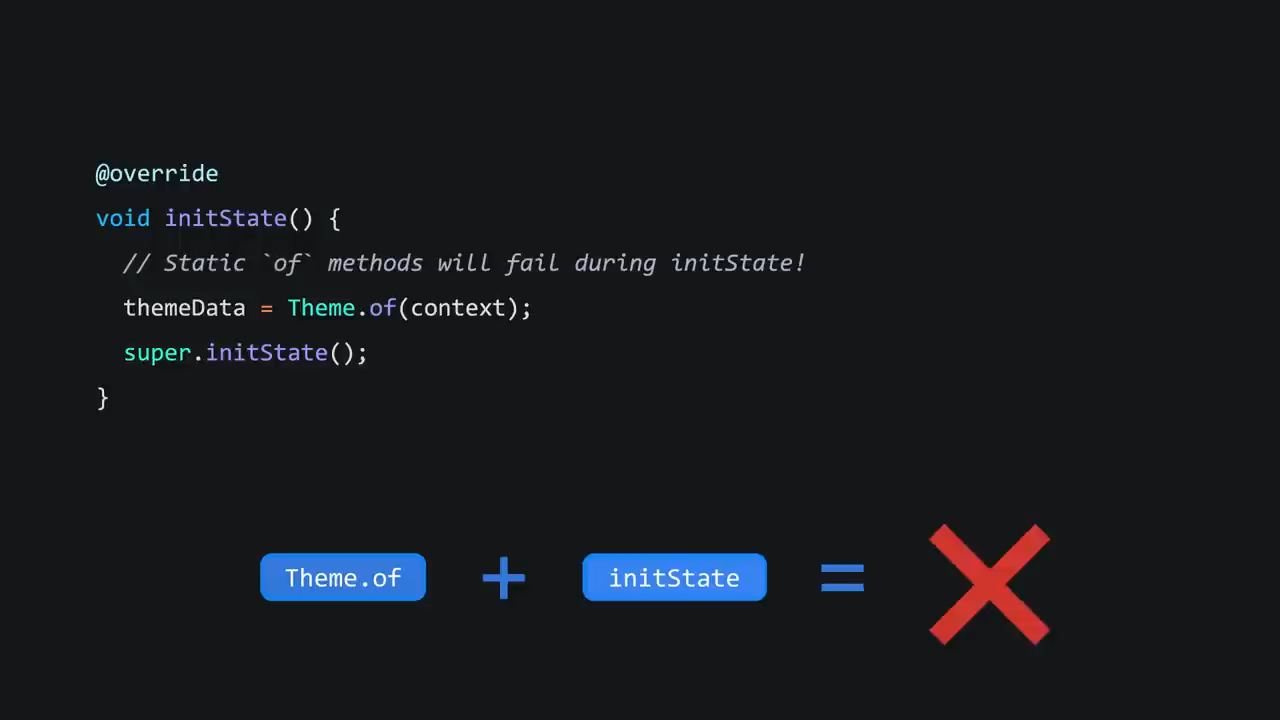 @override
void initState() {
// Static `of` methods will fail during initState!
themeData = Theme.of(context);
super.initState();
}
Theme.of + initState =